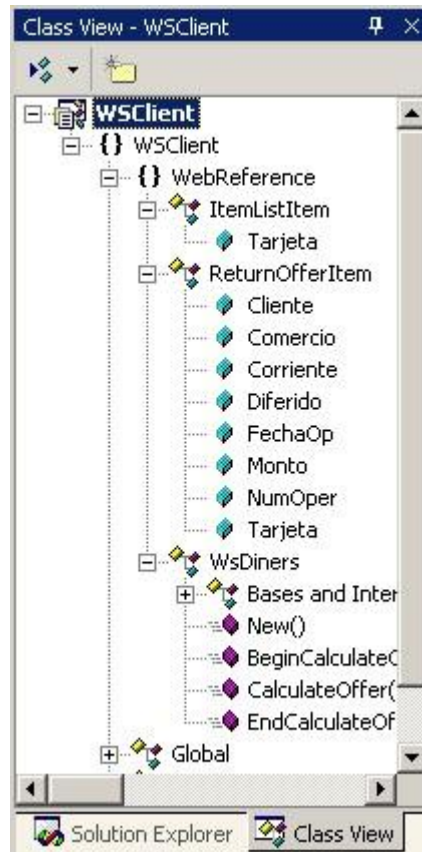 Class View - WSClient
WSClient
{} WSClient
{} WebReference
ItemListItem
Tarjeta
ReturnOfferItem
Cliente
Comercio
Corriente
Diferido
FechaOp
Monto
NumOper
Tarjeta
WsDiners
Bases and Inter
New()
BeginCalculateO
CalculateOffer(
EndCalculateOf
Global
Solution Explorer Class View